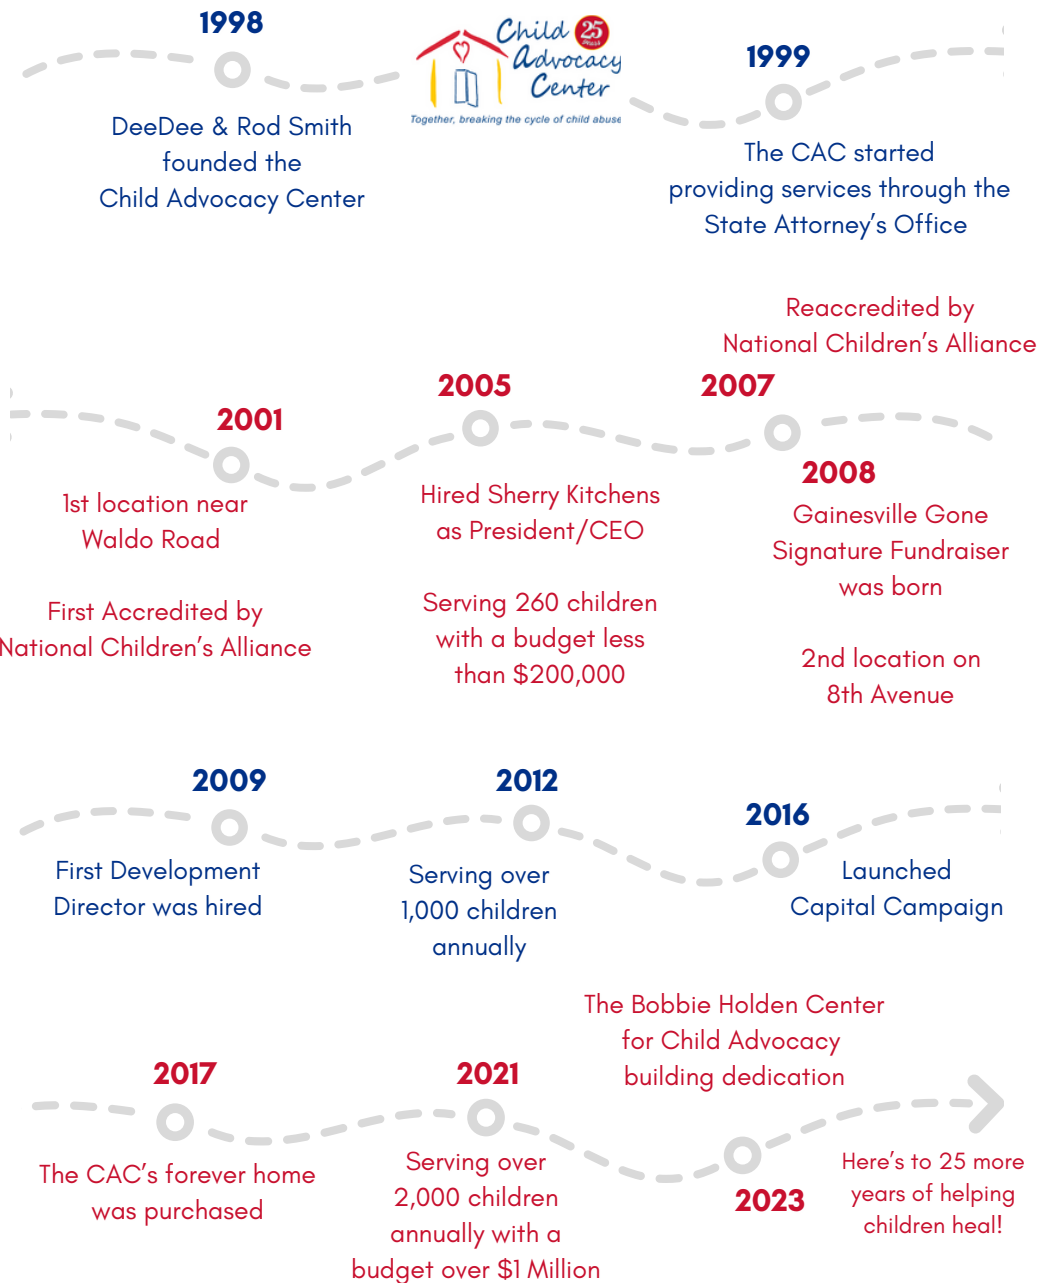 1998
DeeDee & Rod Smith
founded the
Child Advocacy Center
Child 25
Advocacy
Center
Together, breaking the cycle of child abuse
1999
The CAC started
providing services through the
State Attorney's Office
2001
1st location near
Waldo Road
First Accredited by
National Children's Alliance
2005
Hired Sherry Kitchens
as President/CEO
Serving 260 children
with a budget less
than $200,000
Reaccredited by
National Children's Alliance
2007
2008
Gainesville Gone
Signature Fundraiser
was born
2nd location on
8th Avenue
2009
First Development
Director was hired
2012
Serving over
1,000 children
annually
2016
Launched
Capital Campaign
2017
The CAC's forever home
was purchased
2021
Serving over
2,000 children
annually with a
budget over $1 Million
The Bobbie Holden Center
for Child Advocacy
building dedication
2023
Here's to 25 more
years of helping
children heal!